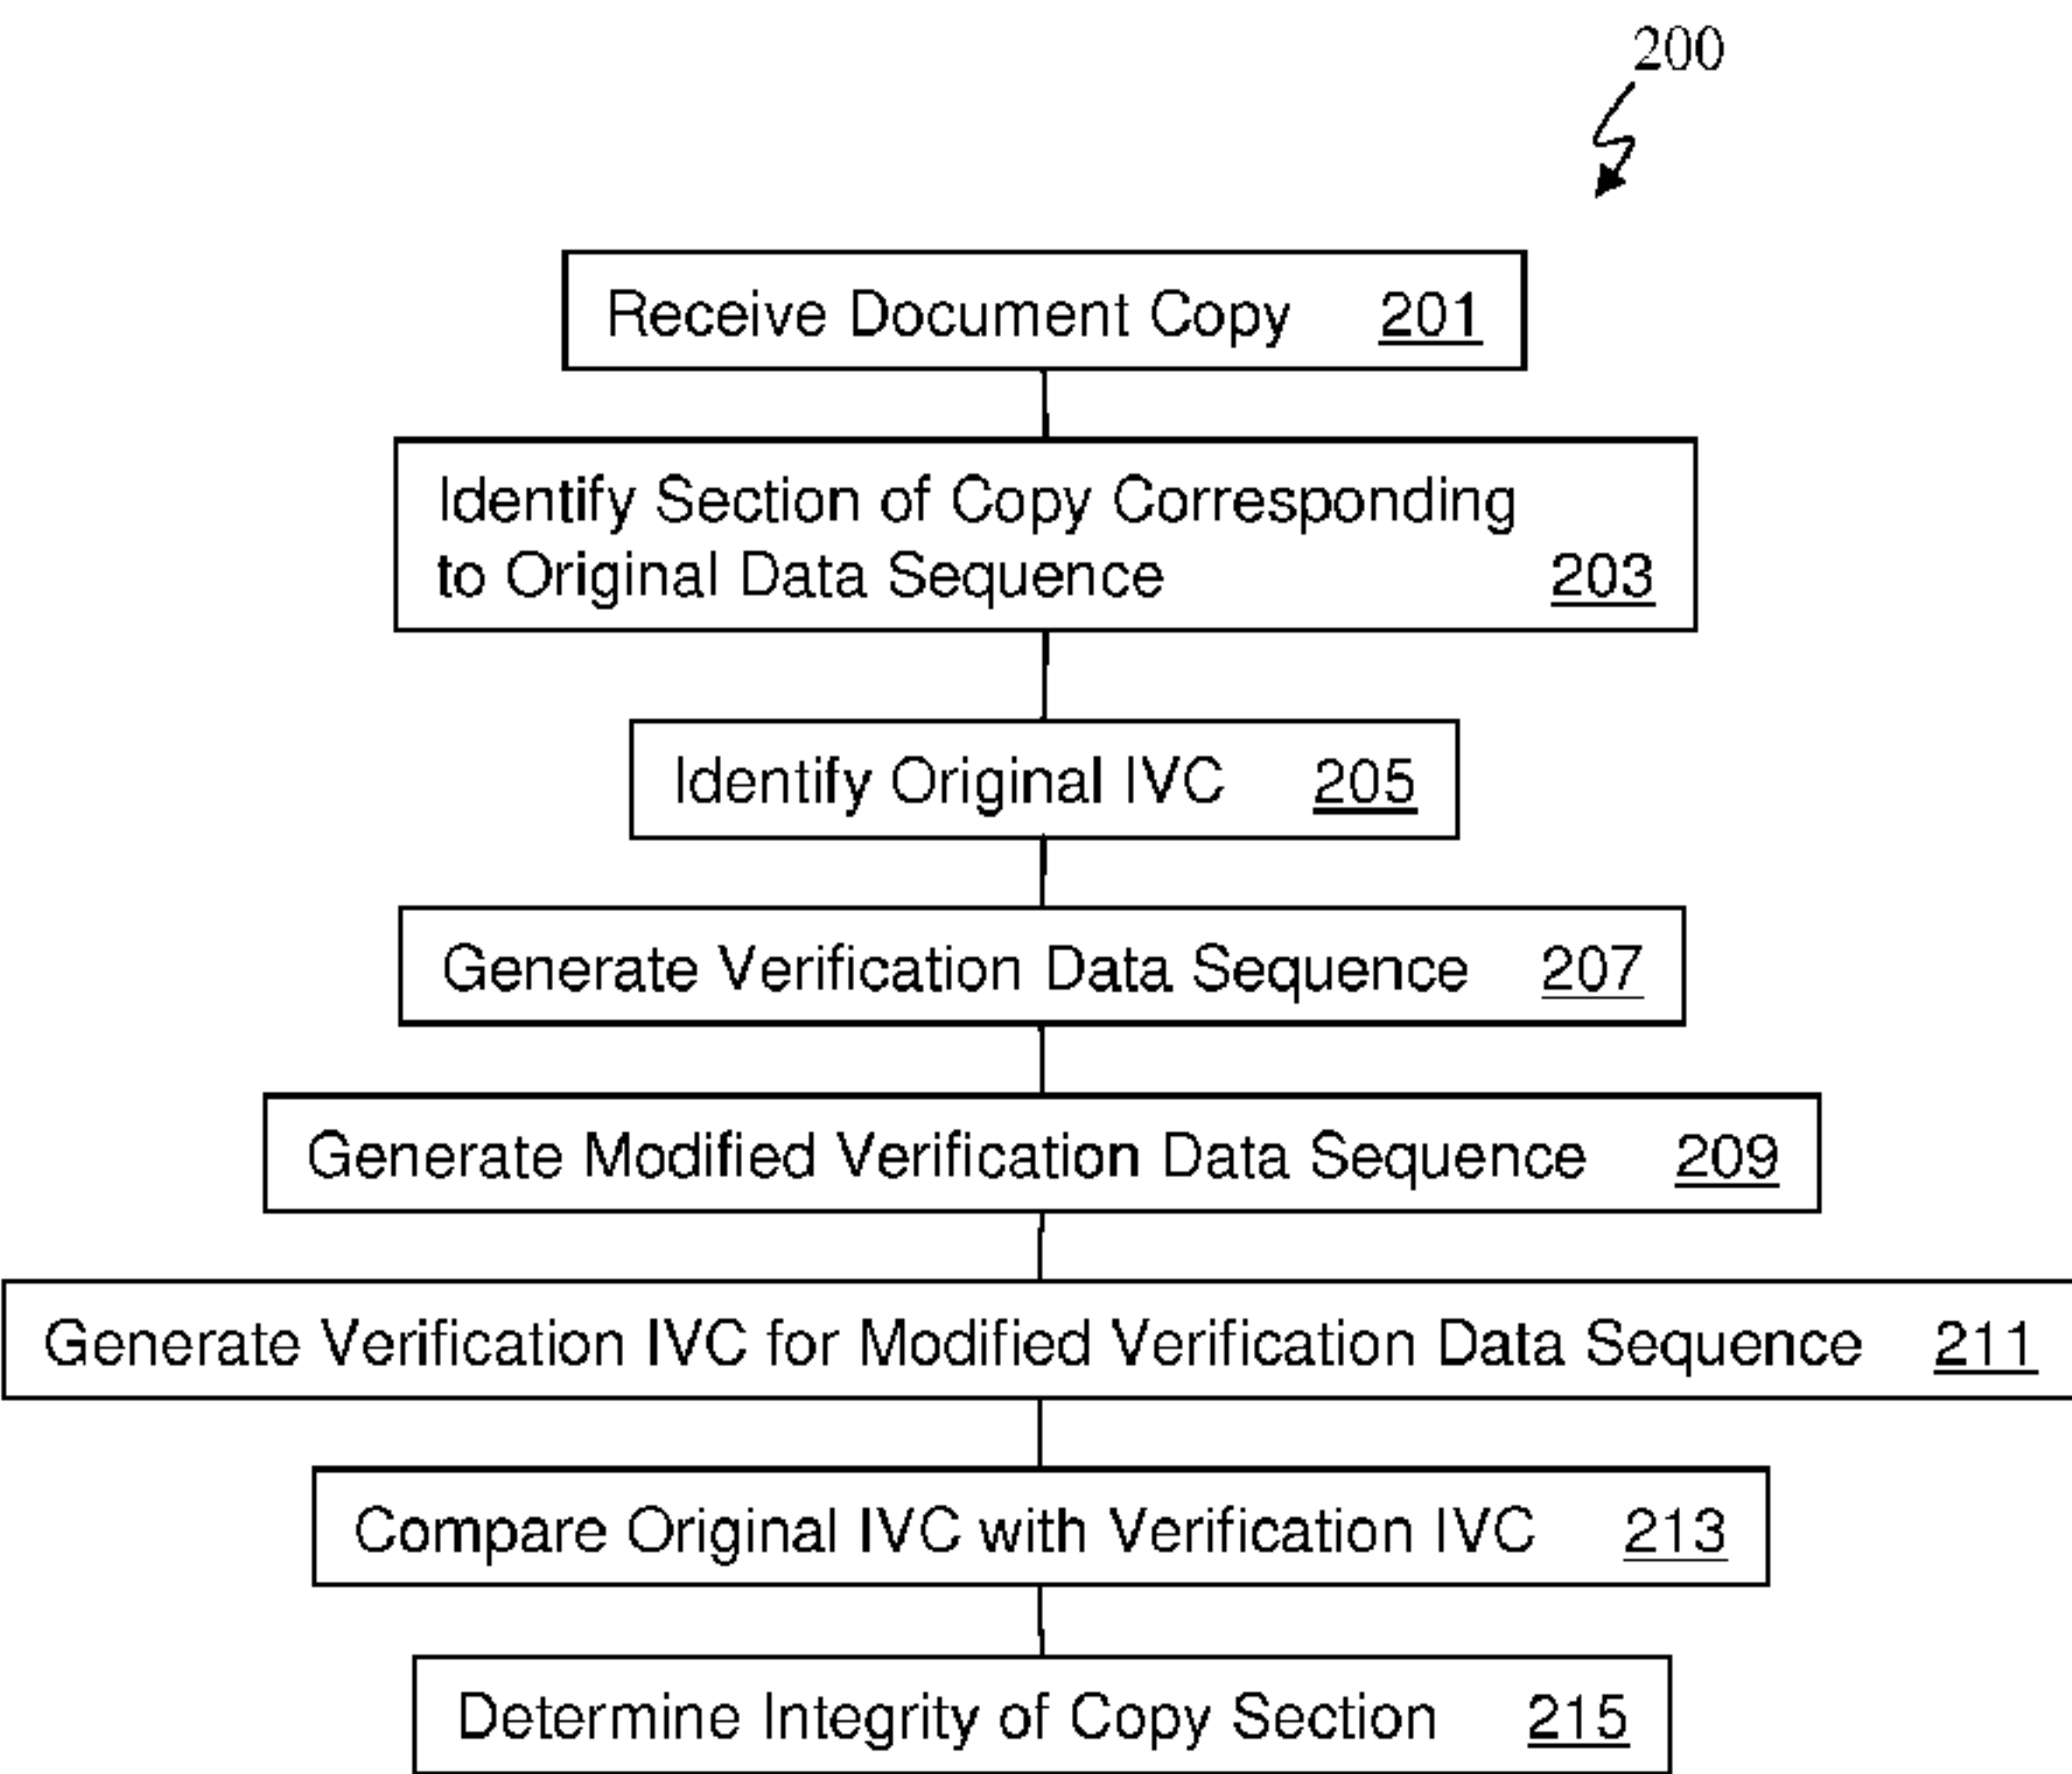 200
Receive Document Copy 201
Identify Section of Copy Corresponding
to Original Data Sequence 203
Identify Original IVC 205
Generate Verification Data Sequence 207
Generate Modified Verification Data Sequence 209
Generate Verification IVC for Modified Verification Data Sequence 211
Compare Original IVC with Verification IVC 213
Determine Integrity of Copy Section 215